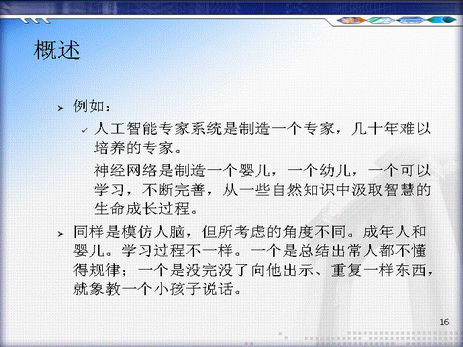 概述
例如：
人工智能专家系统是制造一个专家，几十年难以
培养的专家。
神经网络是制造一个婴儿，一个幼儿，一个可以
学习，不断完善，从一些自然知识中汲取智慧的
生命成长过程。
同样是模仿人脑，但所考虑的角度不同。成年人和
婴儿。学习过程不一样。一个是总结出常人都不懂
得规律；一个是没完没了向他出示、重复一样东西，
就象教一个小孩子说话。
16